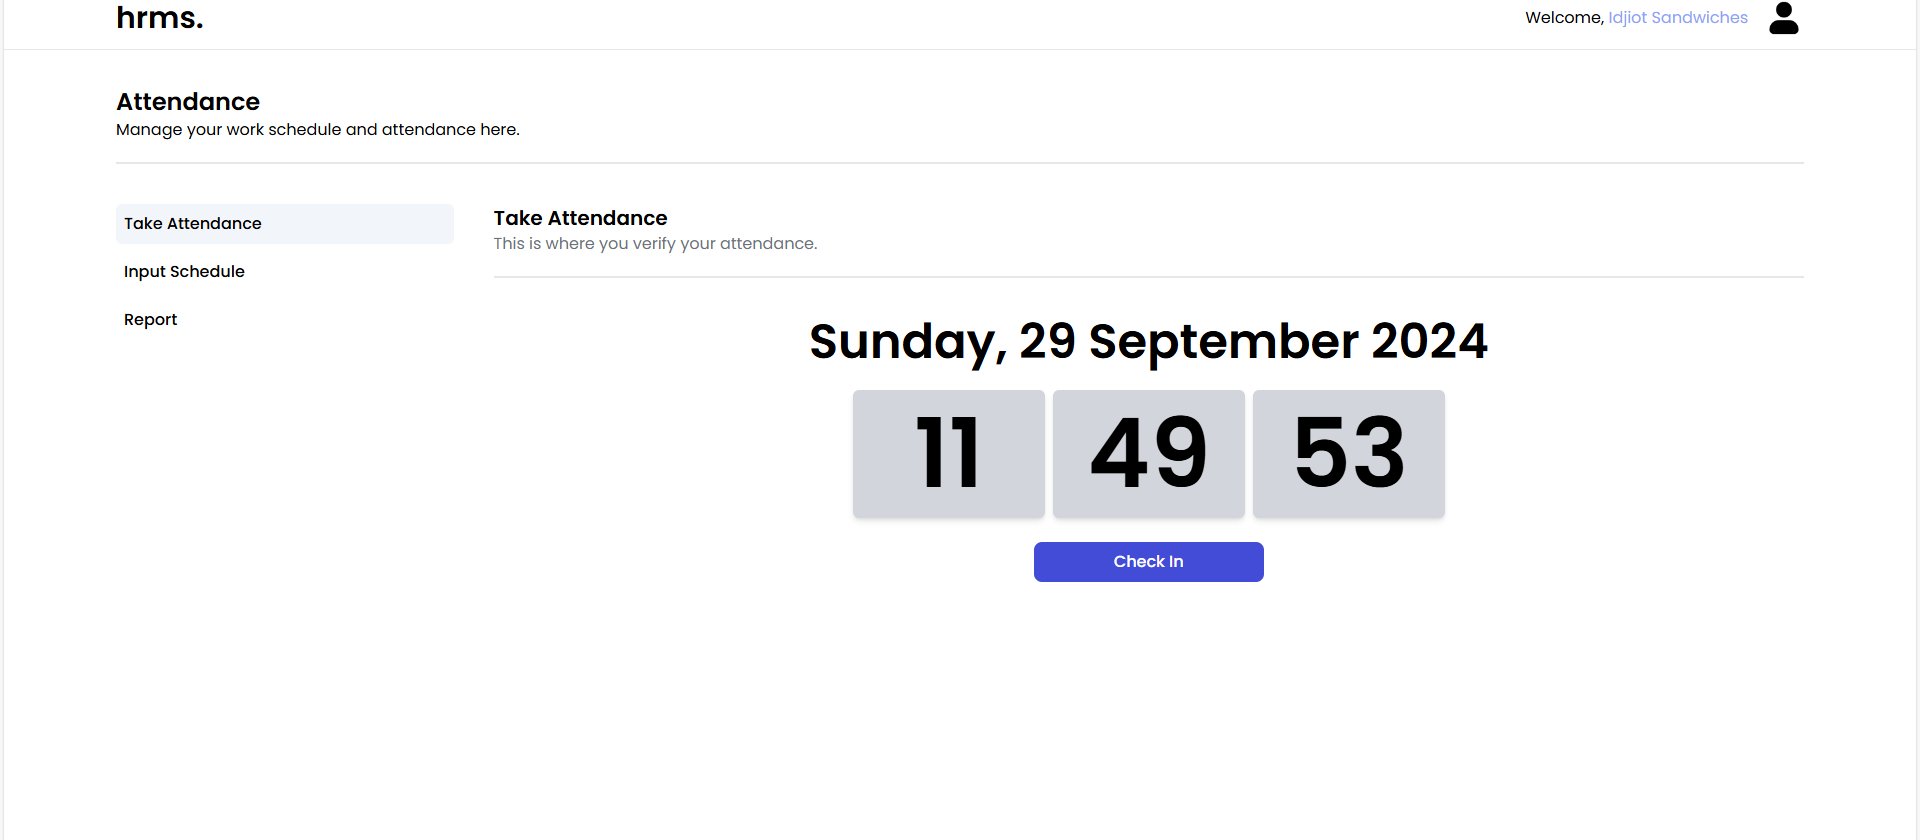 hrms.
Welcome, Idjiot Sandwiches
Attendance
Manage your work schedule and attendance here.
Take Attendance
Input Schedule
Report
Take Attendance
This is where you verify your attendance.
Sunday, 29 September 2024
11 49 53
Check In